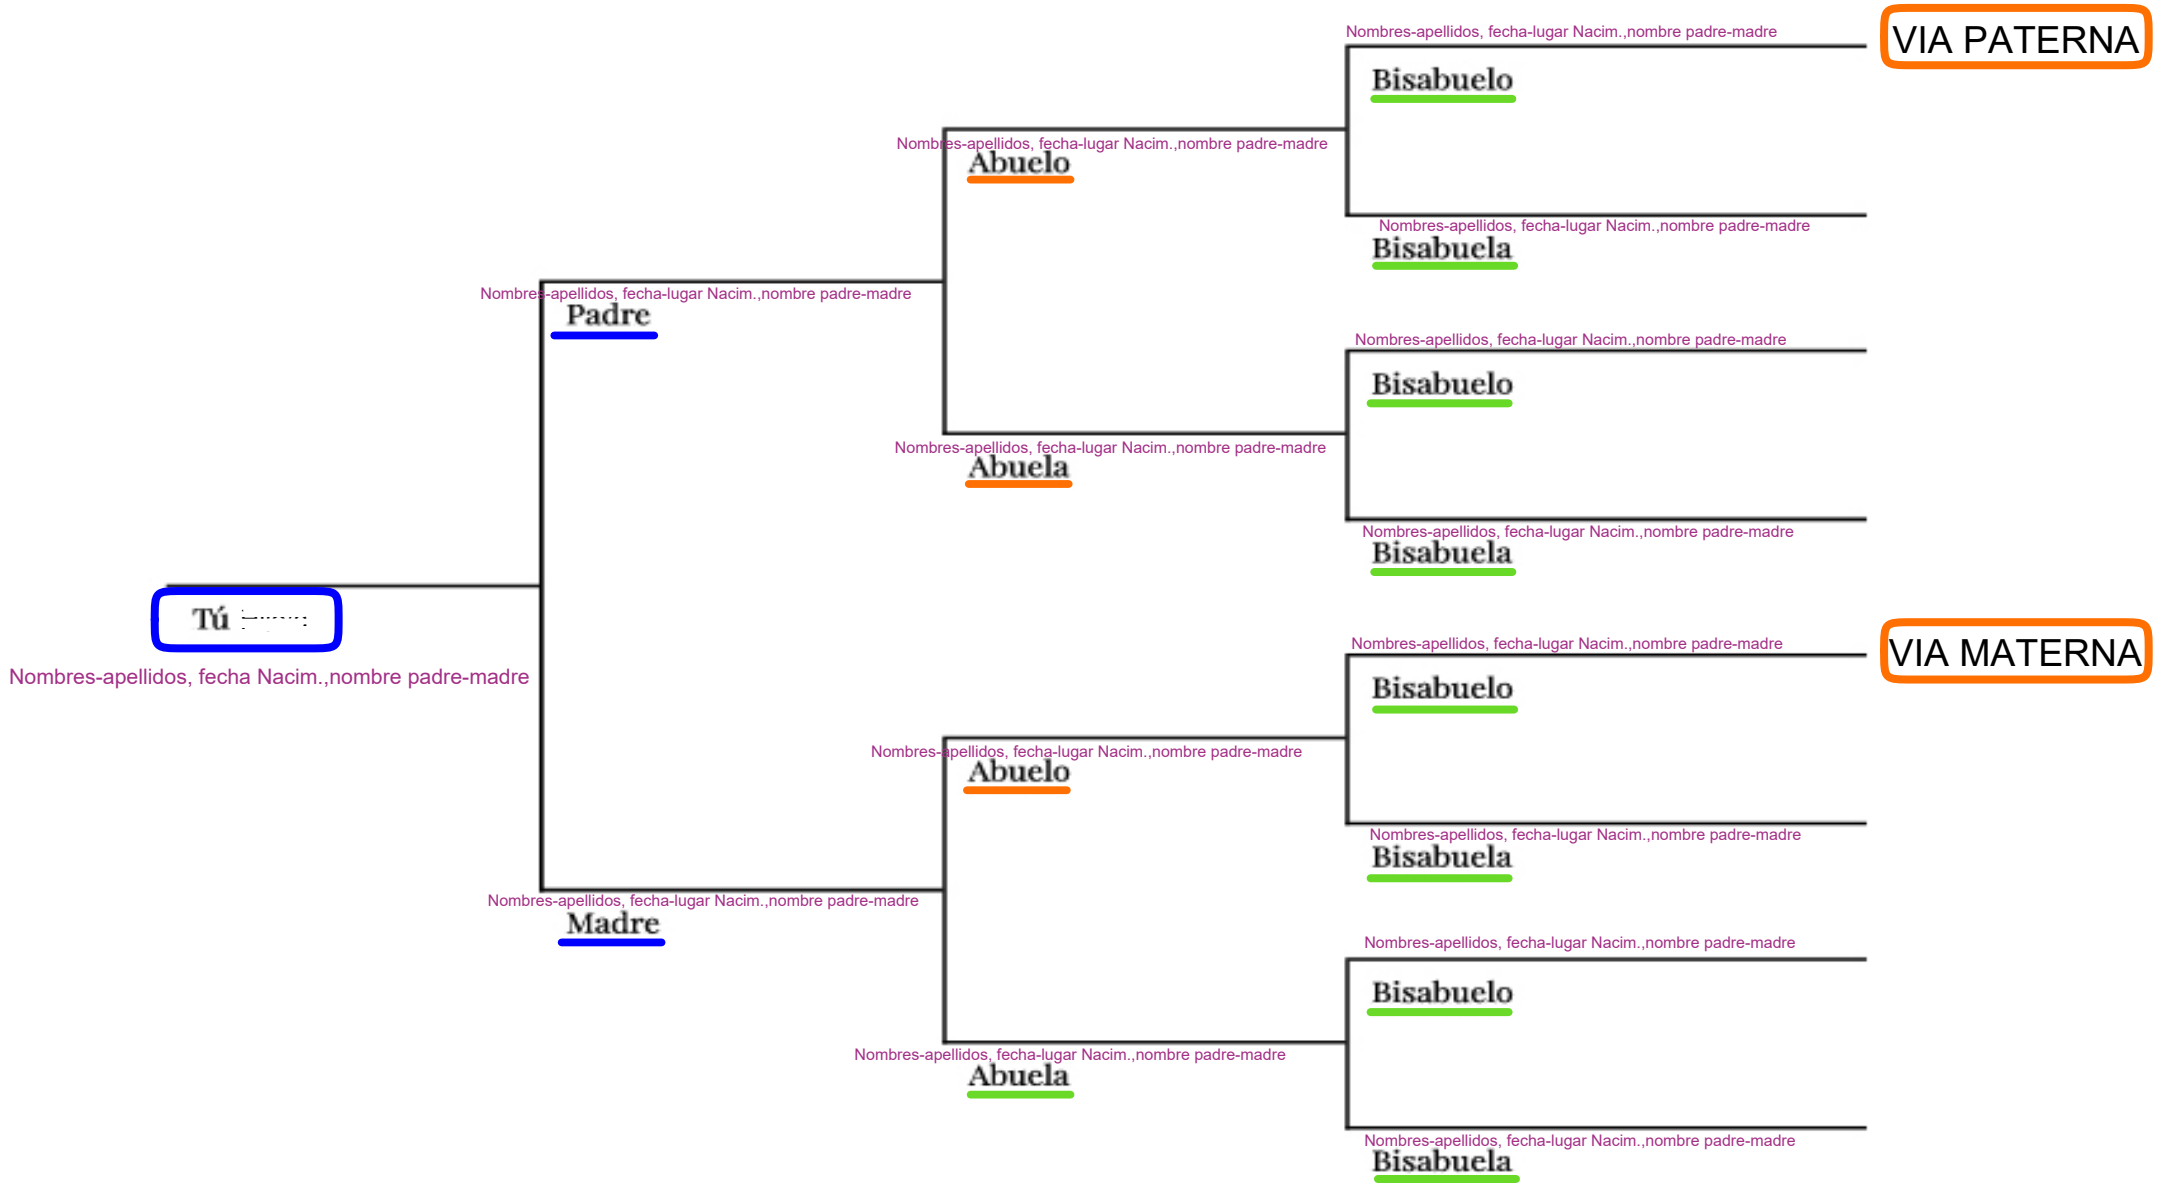 Nombres-apellidos, fecha-lugar Nacim.,nombre padre-madre
VIA PATERNA
Bisabuelo
Nombres-apellidos, fecha-lugar Nacim.,nombre padre-madre
Abuelo
Nombres-apellidos, fecha-lugar Nacim.,nombre padre-madre
Bisabuela
Nombres-apellidos, fecha-lugar Nacim.,nombre padre-madre
Padre
Nombres-apellidos, fecha-lugar Nacim.,nombre padre-madre
Bisabuelo
Nombres-apellidos, fecha-lugar Nacim.,nombre padre-madre
Abuela
Nombres-apellidos, fecha-lugar Nacim.,nombre padre-madre
Bisabuela
Tú
Nombres-apellidos, fecha Nacim.,nombre padre-madre
Nombres-apellidos, fecha-lugar Nacim.,nombre padre-madre
VIA MATERNA
Bisabuelo
Nombres-apellidos, fecha-lugar Nacim.,nombre padre-madre
Abuelo
Nombres-apellidos, fecha-lugar Nacim.,nombre padre-madre
Bisabuela
Nombres-apellidos, fecha-lugar Nacim.,nombre padre-madre
Madre
Nombres-apellidos, fecha-lugar Nacim.,nombre padre-madre
Bisabuelo
Nombres-apellidos, fecha-lugar Nacim.,nombre padre-madre
Abuela
Nombres-apellidos, fecha-lugar Nacim.,nombre padre-madre
Bisabuela